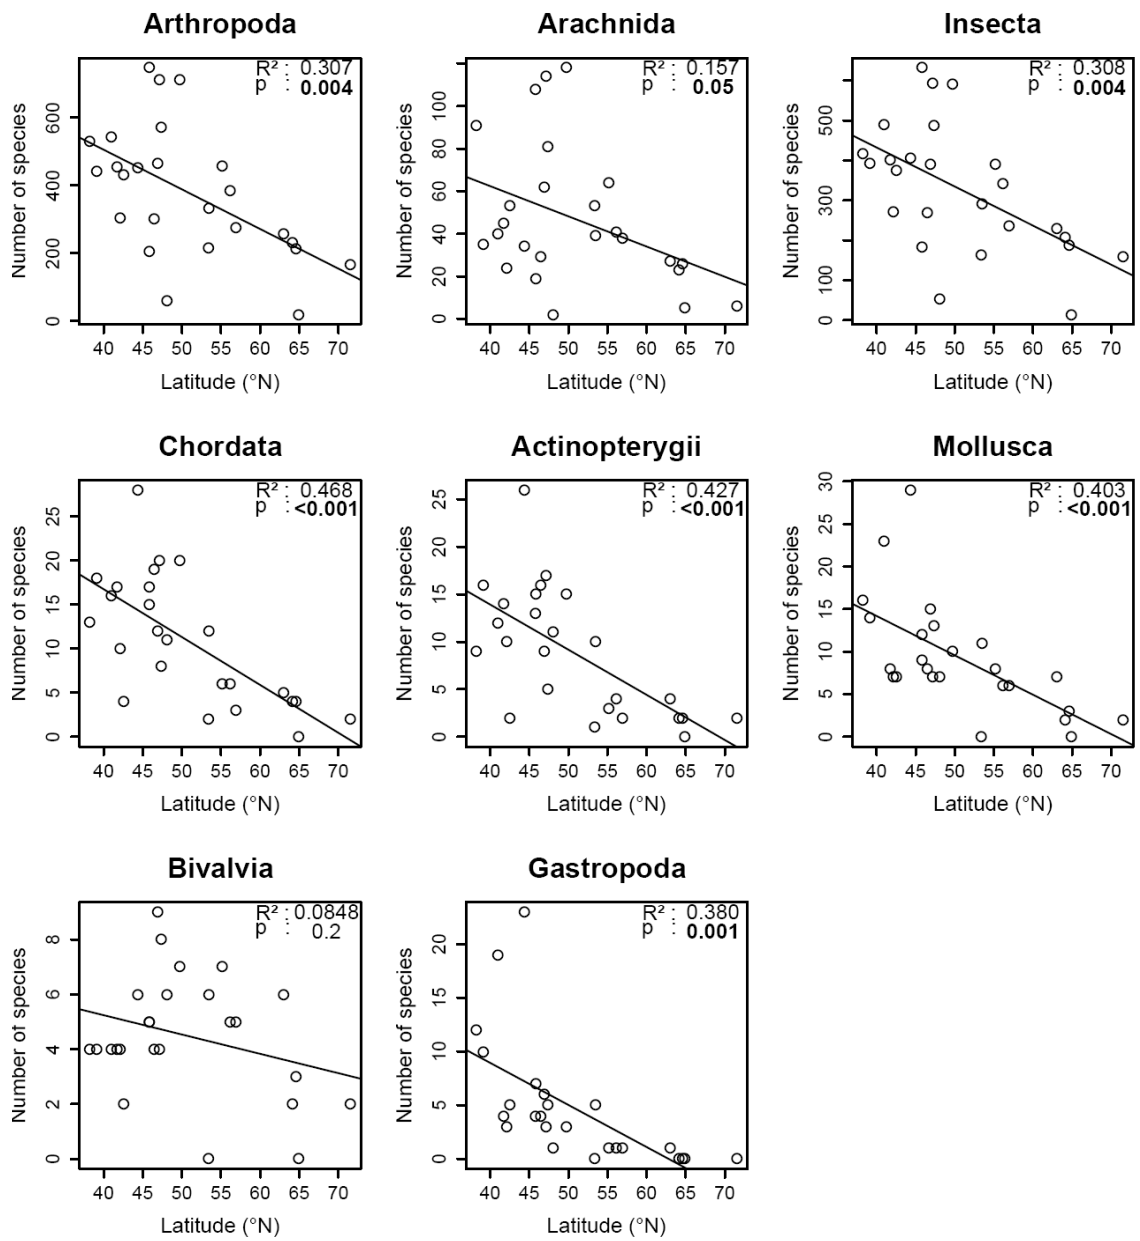 Arthropoda
R² : 0.307
p : 0.004
Number of species
0 200 400 600
40 45 50 55 60 65 70
Latitude (°N)
Arachnida
R² : 0.157
p : 0.05
Number of species
0 20 40 60 80 100
40 45 50 55 60 65 70
Latitude (°N)
Insecta
R² : 0.308
p : 0.004
Number of species
0 100 300 500
40 45 50 55 60 65 70
Latitude (°N)
Chordata
R² : 0.468
p : <0.001
Number of species
0 5 10 15 20 25
40 45 50 55 60 65 70
Latitude (°N)
Actinopterygii
R² : 0.427
p : <0.001
Number of species
0 5 10 15 20 25
40 45 50 55 60 65 70
Latitude (°N)
Mollusca
R² : 0.403
p : <0.001
Number of species
0 5 10 15 20 25 30
40 45 50 55 60 65 70
Latitude (°N)
Bivalvia
R² : 0.0848
p : 0.2
Number of species
0 2 4 6 8
40 45 50 55 60 65 70
Latitude (°N)
Gastropoda
R² : 0.380
p : 0.001
Number of species
0 5 10 15 20
40 45 50 55 60 65 70
Latitude (°N)